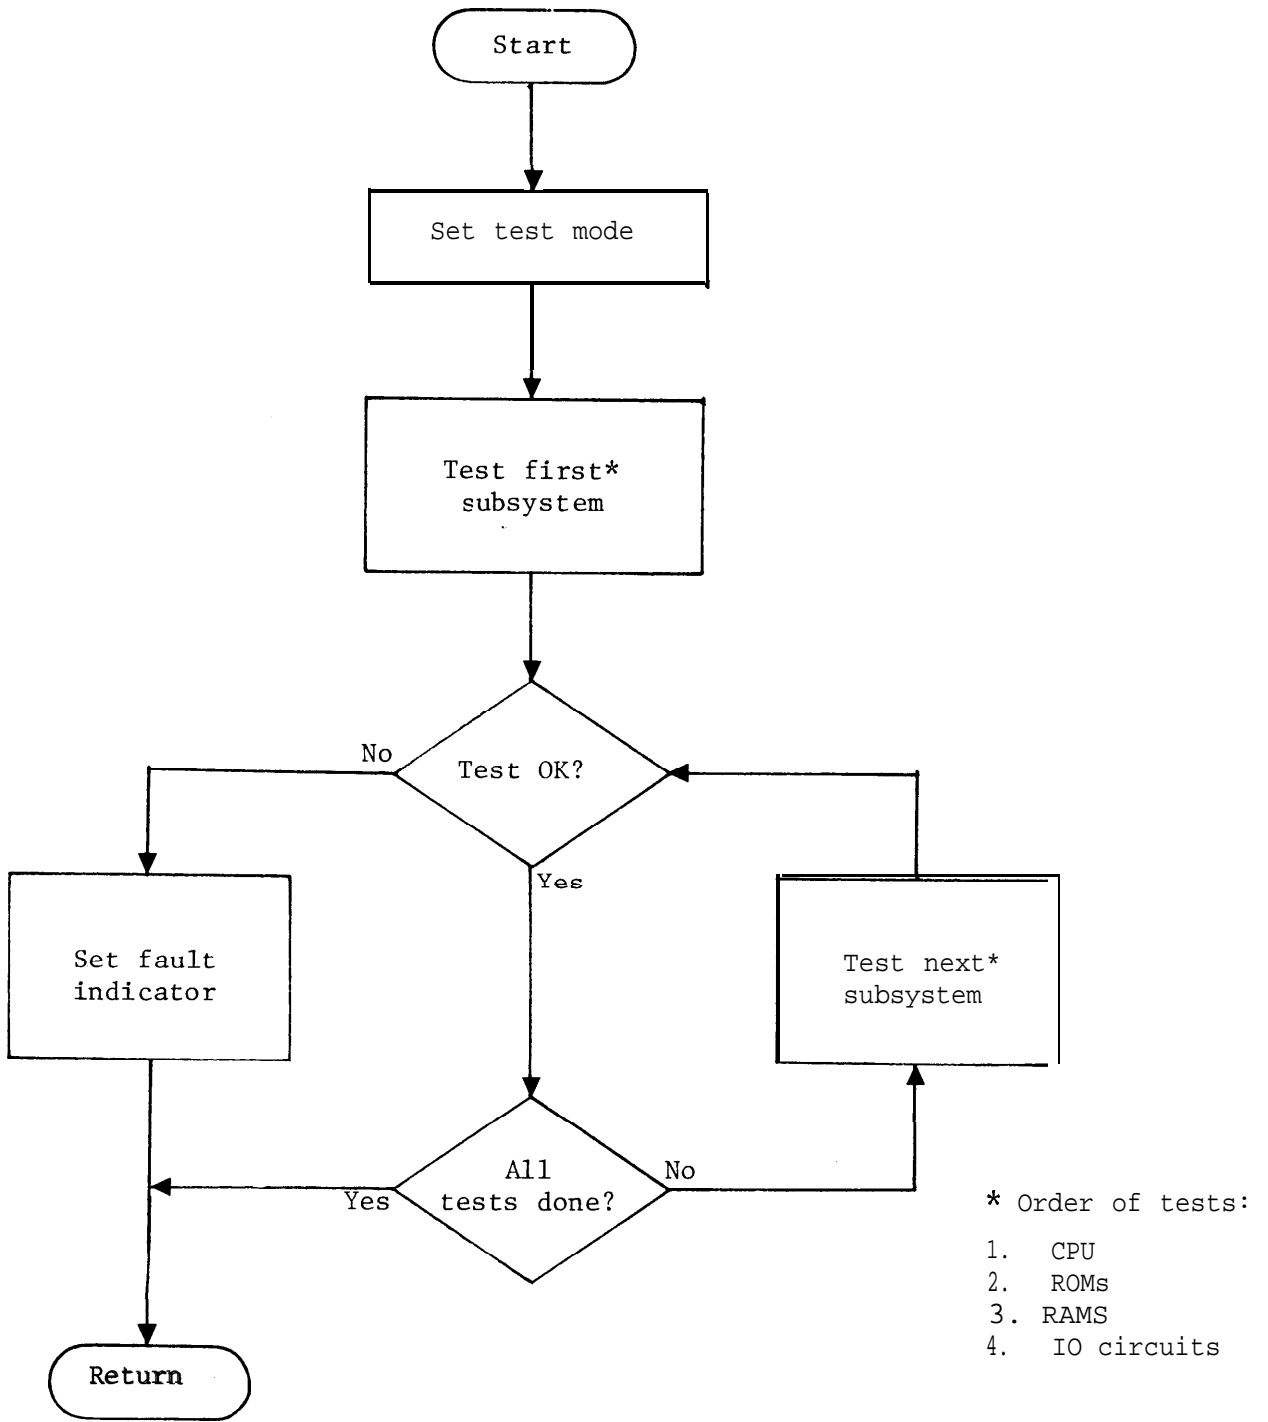 Start
Set test mode
Test first*
subsystem
No
Test OK?
Yes
Set fault
indicator
Test next*
subsystem
All
tests done?
No
Yes
* Order of tests:
1. CPU
2. ROMs
3. RAMS
4. IO circuits
Return